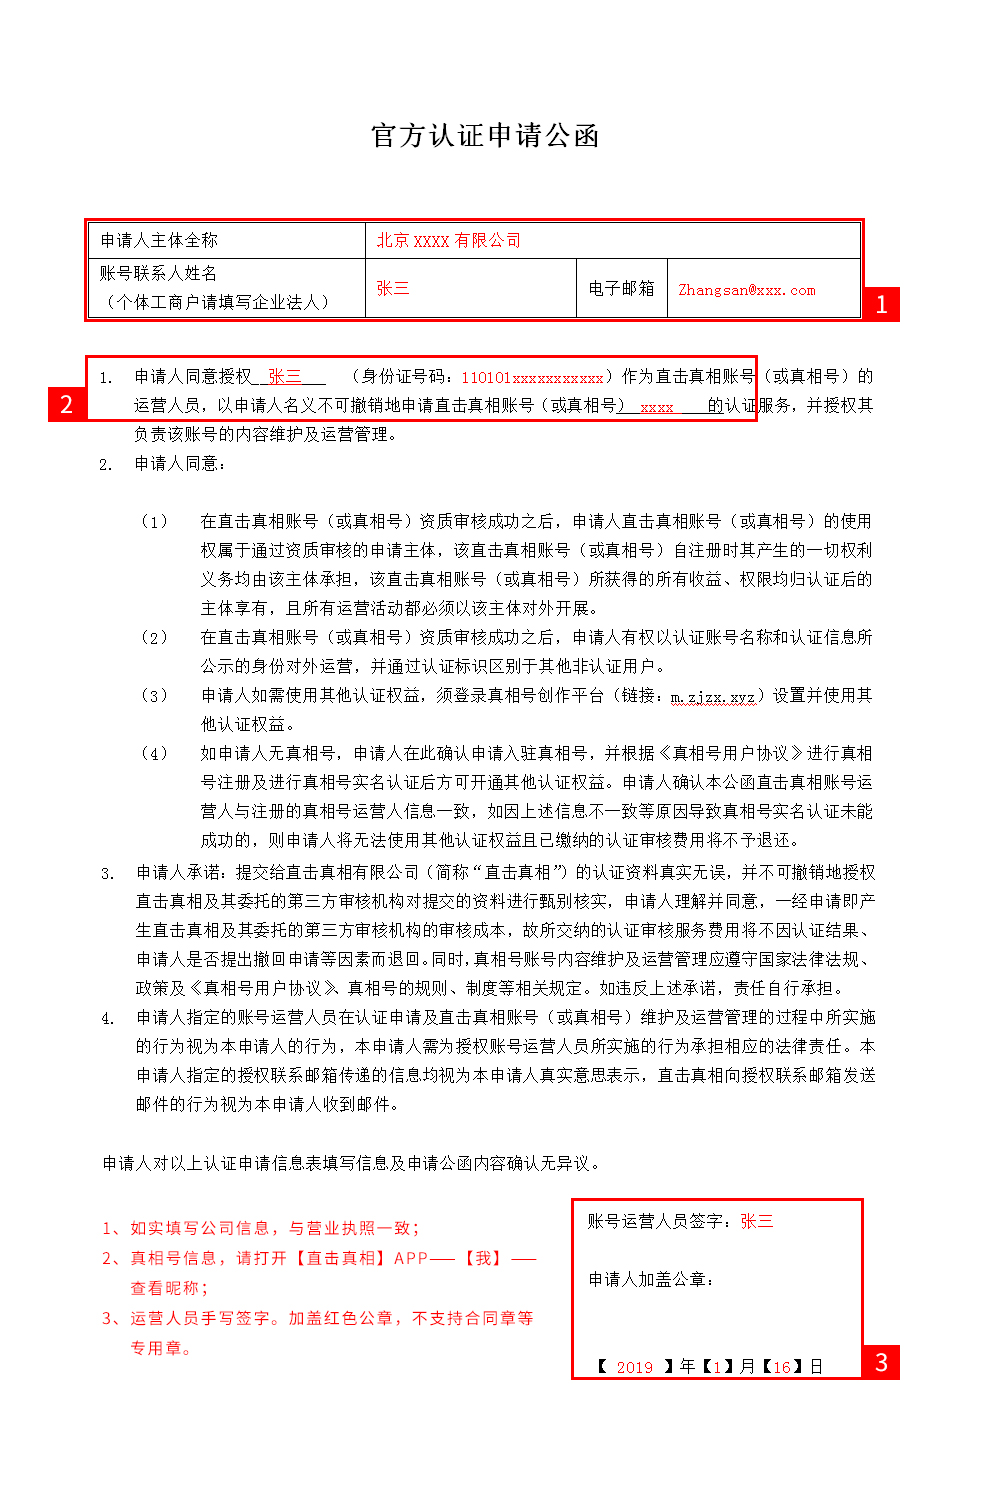 官方认证申请公函
申请人主体全称 北京 XXXX 有限公司
账号联系人姓名
（个体工商户请填写企业法人） 张三 电子邮箱 Zhangsan@xxx.com
1
1. 申请人同意授权 张三 （身份证号码：110101xxxxxxxxxxx）作为直击真相账号（或真相号）的
2
运营人员，以申请人名义不可撤销地申请直击真相账号（或真相号） xxxx 的认证服务，并授权其
负责该账号的内容维护及运营管理。
2. 申请人同意：
（1） 在直击真相账号（或真相号）资质审核成功之后，申请人直击真相账号（或真相号）的使用
权属于通过资质审核的申请主体，该直击真相账号（或真相号）自注册时其产生的一切权利
义务均由该主体承担，该直击真相账号（或真相号）所获得的所有收益、权限均归认证后的
主体享有，且所有运营活动都必须以该主体对外开展。
（2） 在直击真相账号（或真相号）资质审核成功之后，申请人有权以认证账号名称和认证信息所
公示的身份对外运营，并通过认证标识区别于其他非认证用户。
（3） 申请人如需使用其他认证权益，须登录真相号创作平台（链接：m.zjzx.xyz）设置并使用其
他认证权益。
（4） 如申请人无真相号，申请人在此确认申请入驻真相号，并根据《真相号用户协议》进行真相
号注册及进行真相号实名认证后方可开通其他认证权益。申请人确认本公函直击真相账号运
营人与注册的真相号运营人信息一致，如因上述信息不一致等原因导致真相号实名认证未能
成功的，则申请人将无法使用其他认证权益且已缴纳的认证审核费用将不予退还。
3. 申请人承诺：提交给直击真相有限公司（简称“直击真相”）的认证资料真实无误，并不可撤销地授权
直击真相及其委托的第三方审核机构对提交的资料进行甄别核实，申请人理解并同意，一经申请即产
生直击真相及其委托的第三方审核机构的审核成本，故所交纳的认证审核服务费用将不因认证结果、
申请人是否提出撤回申请等因素而退回。同时，真相号账号内容维护及运营管理应遵守国家法律法规、
政策及《真相号用户协议》、真相号的规则、制度等相关规定。如违反上述承诺，责任自行承担。
4. 申请人指定的账号运营人员在认证申请及直击真相账号（或真相号）维护及运营管理的过程中所实施
的行为视为本申请人的行为，本申请人需为授权账号运营人员所实施的行为承担相应的法律责任。本
申请人指定的授权联系邮箱传递的信息均视为本申请人真实意思表示，直击真相向授权联系邮箱发送
邮件的行为视为本申请人收到邮件。
申请人对以上认证申请信息表填写信息及申请公函内容确认无异议。
1、如实填写公司信息，与营业执照一致；
2、真相号信息，请打开【直击真相】APP——【我】——
查看昵称；
3、运营人员手写签字。加盖红色公章，不支持合同章等
专用章。
账号运营人员签字：张三
申请人加盖公章：
【 2019 】年【1】月【16】日
3